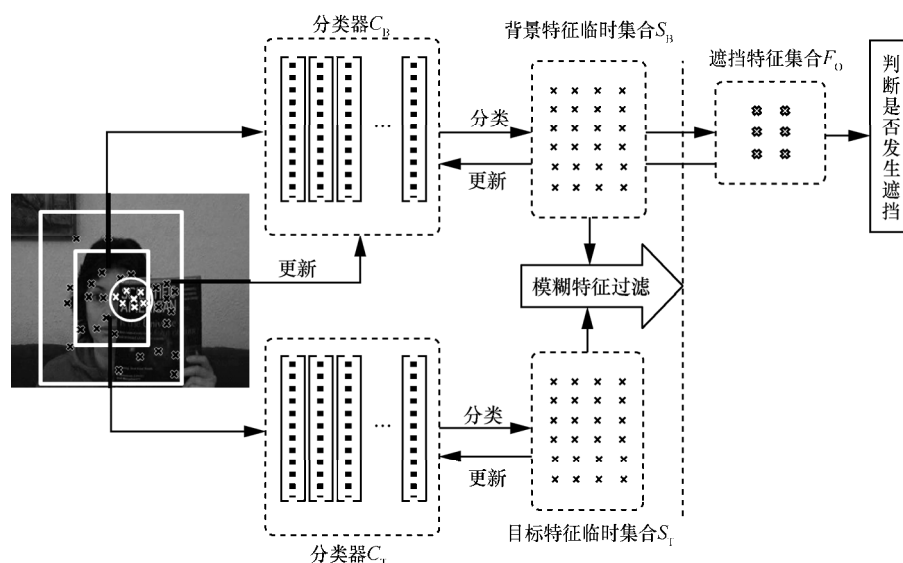 分类器C_B
背景特征临时集合S_B
遮挡特征集合F_O
判断是否发生遮挡
分类
更新
更新
模糊特征过滤
分类
更新
目标特征临时集合S_T
分类器C_T